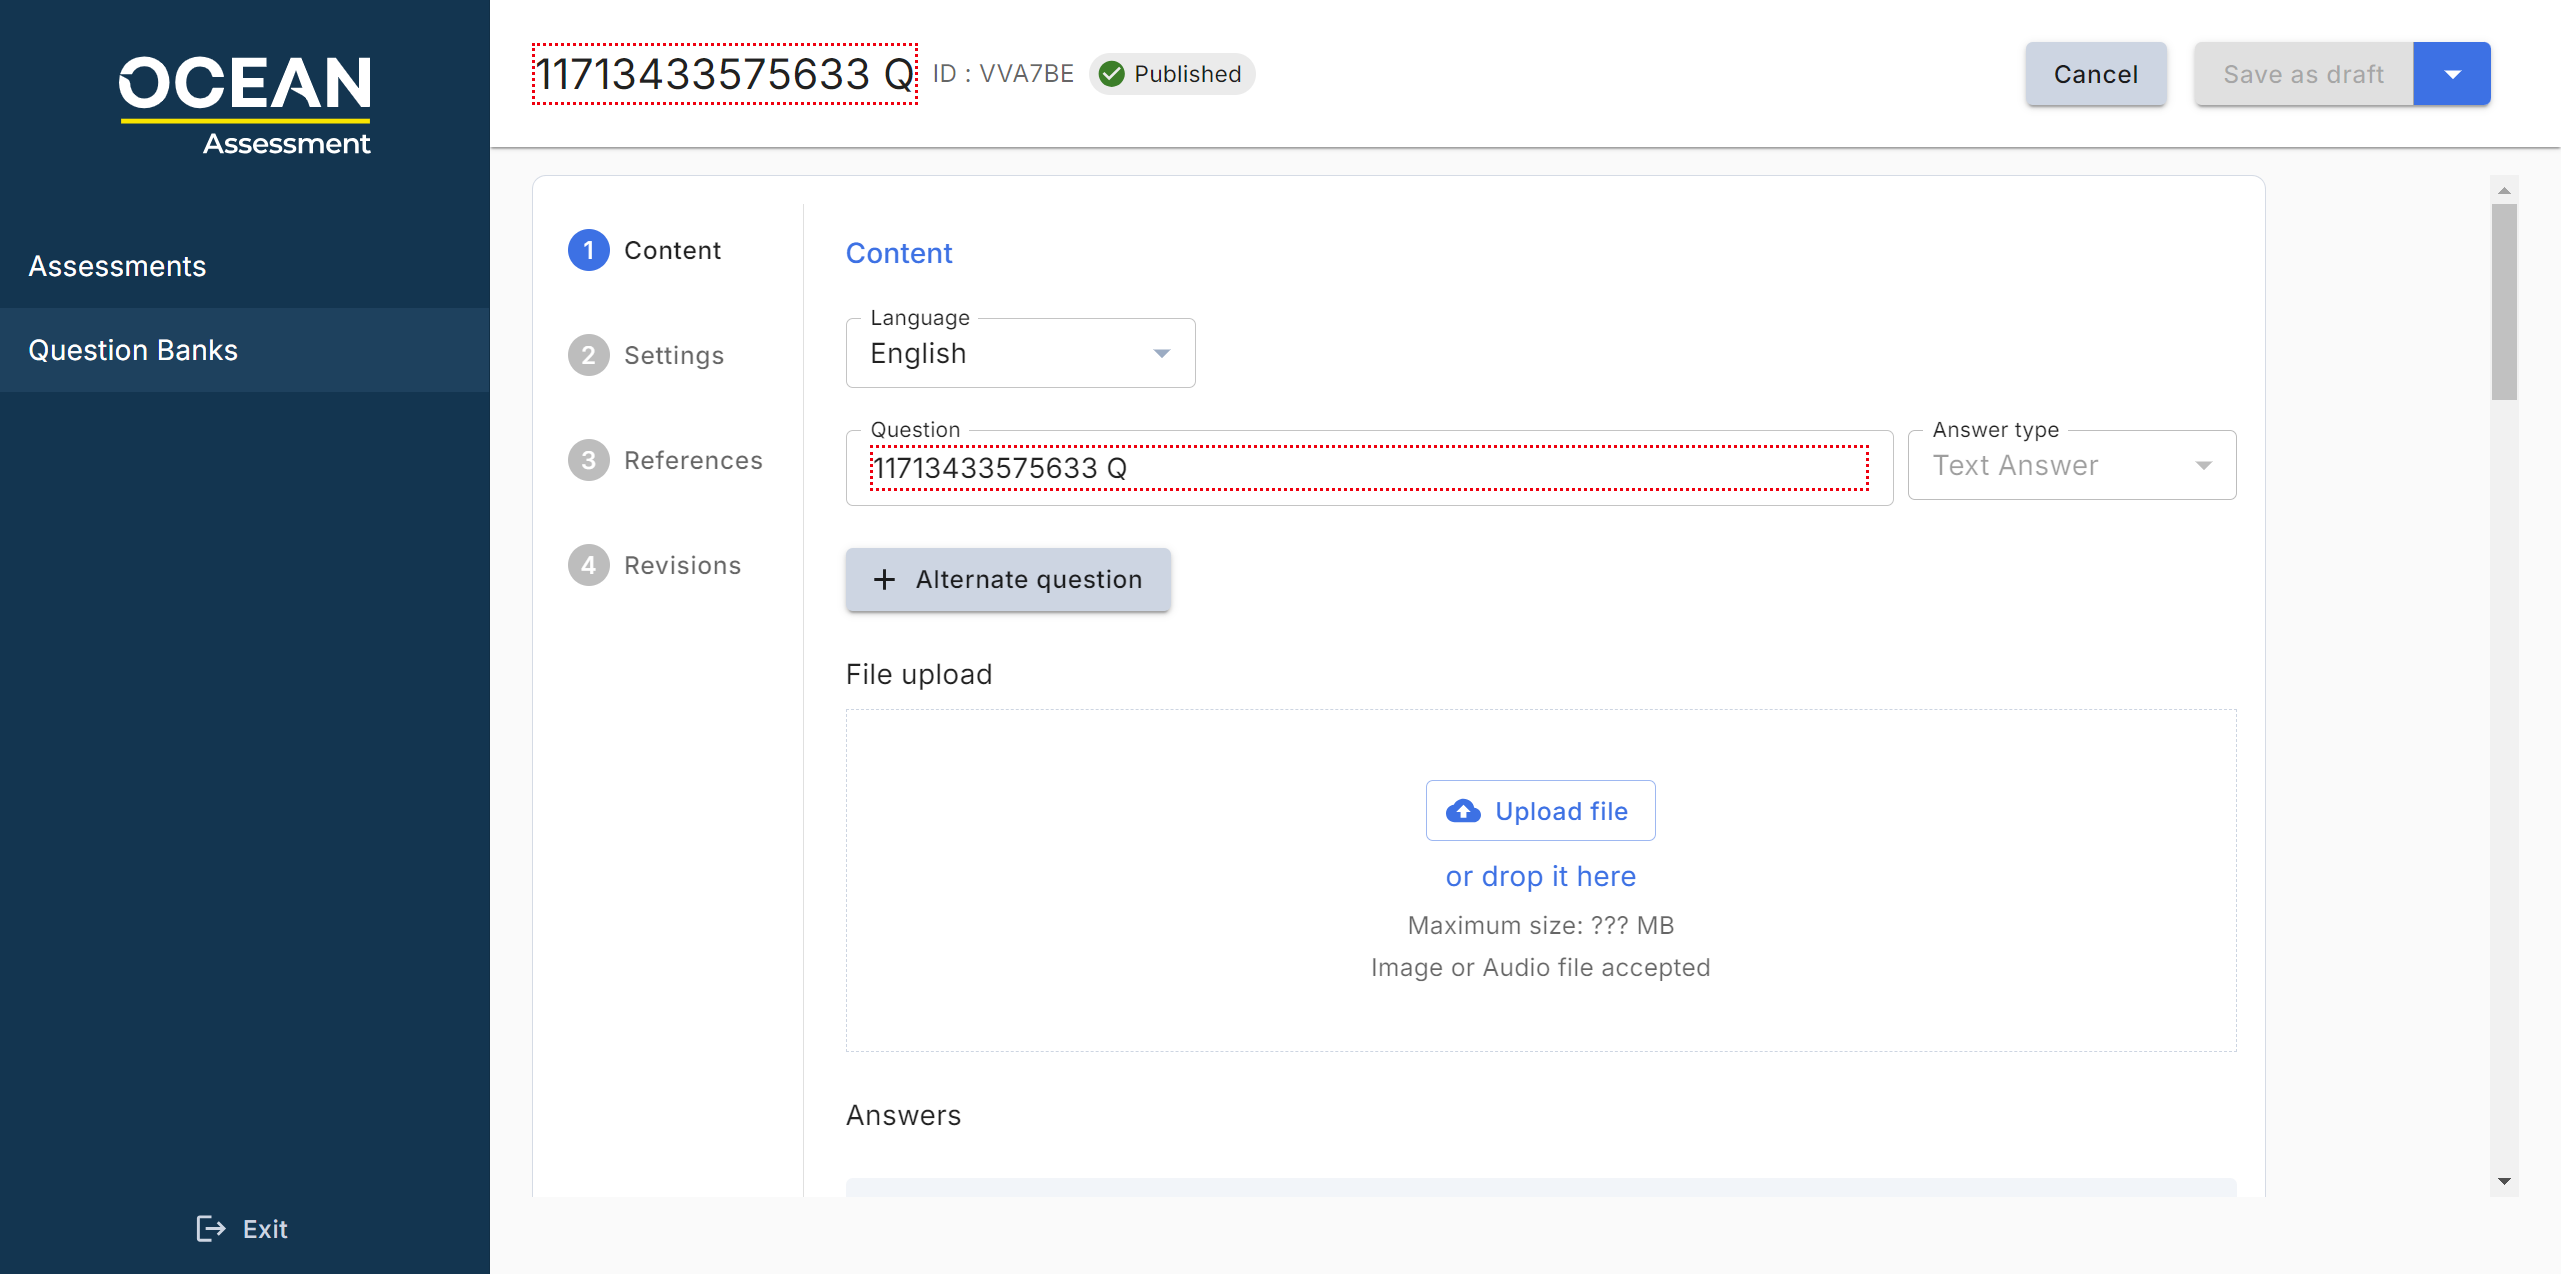 OCEAN
Assessment
Assessments
Question Banks
Exit
11713433575633 Q
ID : VVA7BE
Published
Cancel
Save as draft
1 Content
2 Settings
3 References
4 Revisions
Content
Language
English
Question
11713433575633 Q
Answer type
Text Answer
+ Alternate question
File upload
Upload file
or drop it here
Maximum size: ??? MB
Image or Audio file accepted
Answers